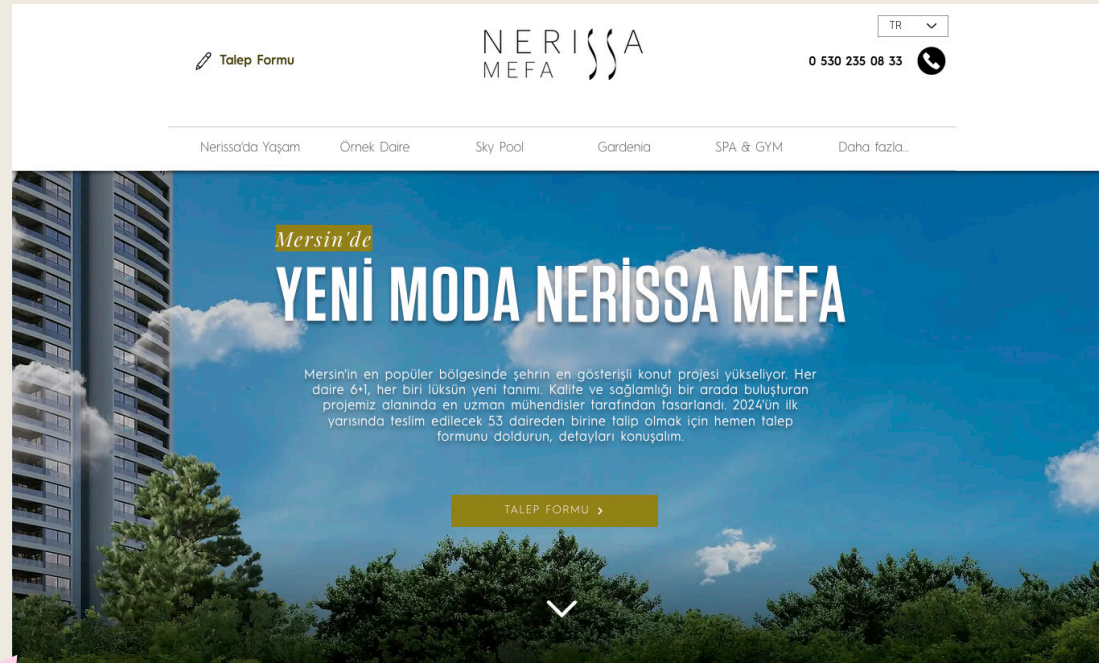 TR
Talep Formu
NERISSA
MEFA
0 530 235 08 33
Nerissa'da Yaşam
Örnek Daire
Sky Pool
Gardenia
SPA & GYM
Daha fazla...
Mersin'de
YENİ MODA NERİSSA MEFA
Mersin'in en popüler bölgesinde şehrin en gösterişli konut projesi yükseliyor. Her
daire 6+1, her biri lüksün yeni tanımı. Kalite ve sağlamlığı bir arada buluşturan
projemiz alanında en uzman mühendisler tarafından tasarlandı. 2024'ün ilk
yarısında teslim edilecek 53 daireden birine talip olmak için hemen talep
formunu doldurun, detayları konuşalım.
TALEP FORMU